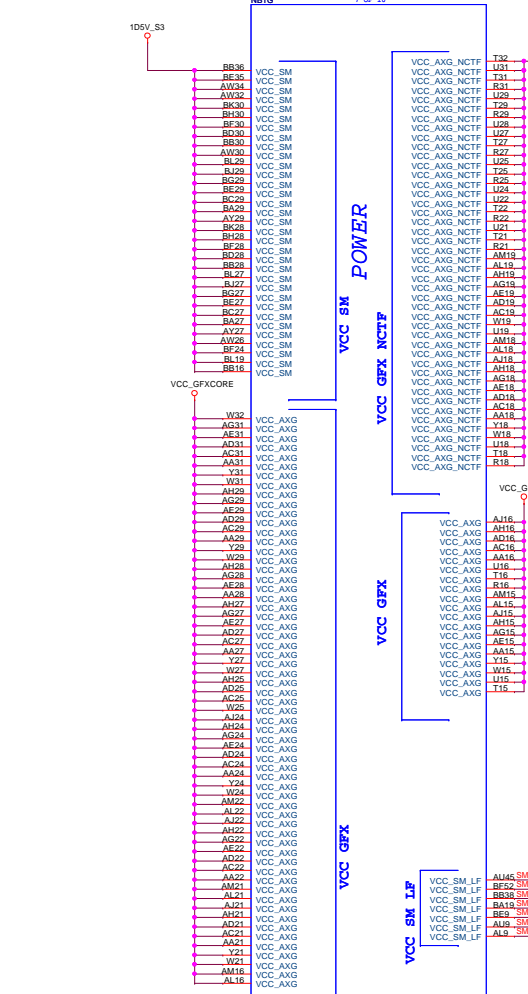 NB1G
1D5V_S3
BB36 VCC_SM
BE35 VCC_SM
AW34 VCC_SM
AW32 VCC_SM
BK30 VCC_SM
BH30 VCC_SM
BF30 VCC_SM
BD30 VCC_SM
BB30 VCC_SM
AW30 VCC_SM
BL29 VCC_SM
BJ29 VCC_SM
BG29 VCC_SM
BE29 VCC_SM
BC29 VCC_SM
BA29 VCC_SM
AY29 VCC_SM
BK28 VCC_SM
BH28 VCC_SM
BF28 VCC_SM
BD28 VCC_SM
BB28 VCC_SM
BL27 VCC_SM
BJ27 VCC_SM
BG27 VCC_SM
BE27 VCC_SM
BC27 VCC_SM
BA27 VCC_SM
AY27 VCC_SM
AW26 VCC_SM
BF24 VCC_SM
BL19 VCC_SM
BB16 VCC_SM
VCC SM
POWER
VCC_GFXCORE
W32 VCC_AXG
AG31 VCC_AXG
AE31 VCC_AXG
AD31 VCC_AXG
AC31 VCC_AXG
AA31 VCC_AXG
Y31 VCC_AXG
W31 VCC_AXG
AH29 VCC_AXG
AG29 VCC_AXG
AE29 VCC_AXG
AD29 VCC_AXG
AC29 VCC_AXG
AA29 VCC_AXG
Y29 VCC_AXG
W29 VCC_AXG
AH28 VCC_AXG
AG28 VCC_AXG
AE28 VCC_AXG
AA28 VCC_AXG
AH27 VCC_AXG
AG27 VCC_AXG
AE27 VCC_AXG
AD27 VCC_AXG
AC27 VCC_AXG
AA27 VCC_AXG
Y27 VCC_AXG
W27 VCC_AXG
AH25 VCC_AXG
AD25 VCC_AXG
AC25 VCC_AXG
W25 VCC_AXG
AJ24 VCC_AXG
AH24 VCC_AXG
AG24 VCC_AXG
AE24 VCC_AXG
AD24 VCC_AXG
AC24 VCC_AXG
AA24 VCC_AXG
Y24 VCC_AXG
W24 VCC_AXG
AM22 VCC_AXG
AL22 VCC_AXG
AJ22 VCC_AXG
AH22 VCC_AXG
AG22 VCC_AXG
AE22 VCC_AXG
AD22 VCC_AXG
AC22 VCC_AXG
AA22 VCC_AXG
AM21 VCC_AXG
AL21 VCC_AXG
AJ21 VCC_AXG
AH21 VCC_AXG
AD21 VCC_AXG
AC21 VCC_AXG
AA21 VCC_AXG
Y21 VCC_AXG
W21 VCC_AXG
AM16 VCC_AXG
AL16 VCC_AXG
VCC GFX
VCC_AXG_NCTF T32
VCC_AXG_NCTF U31
VCC_AXG_NCTF T31
VCC_AXG_NCTF R31
VCC_AXG_NCTF U29
VCC_AXG_NCTF T29
VCC_AXG_NCTF R29
VCC_AXG_NCTF U28
VCC_AXG_NCTF U27
VCC_AXG_NCTF T27
VCC_AXG_NCTF R27
VCC_AXG_NCTF U25
VCC_AXG_NCTF T25
VCC_AXG_NCTF R25
VCC_AXG_NCTF U24
VCC_AXG_NCTF U22
VCC_AXG_NCTF T22
VCC_AXG_NCTF R22
VCC_AXG_NCTF U21
VCC_AXG_NCTF T21
VCC_AXG_NCTF R21
VCC_AXG_NCTF AM19
VCC_AXG_NCTF AL19
VCC_AXG_NCTF AH19
VCC_AXG_NCTF AG19
VCC_AXG_NCTF AE19
VCC_AXG_NCTF AD19
VCC_AXG_NCTF AC19
VCC_AXG_NCTF W19
VCC_AXG_NCTF U19
VCC_AXG_NCTF AM18
VCC_AXG_NCTF AL18
VCC_AXG_NCTF AJ18
VCC_AXG_NCTF AH18
VCC_AXG_NCTF AG18
VCC_AXG_NCTF AE18
VCC_AXG_NCTF AD18
VCC_AXG_NCTF AC18
VCC_AXG_NCTF AA18
VCC_AXG_NCTF Y18
VCC_AXG_NCTF W18
VCC_AXG_NCTF U18
VCC_AXG_NCTF T18
VCC_AXG_NCTF R18
VCC GFX NCTF
VCC_G
VCC_AXG AJ16
VCC_AXG AH16
VCC_AXG AD16
VCC_AXG AC16
VCC_AXG AA16
VCC_AXG U16
VCC_AXG T16
VCC_AXG R16
VCC_AXG AM15
VCC_AXG AL15
VCC_AXG AJ15
VCC_AXG AH15
VCC_AXG AG15
VCC_AXG AE15
VCC_AXG AA15
VCC_AXG Y15
VCC_AXG W15
VCC_AXG U15
VCC_AXG T15
VCC GFX
VCC_SM_LF AU45 SM
VCC_SM_LF BF52 SM
VCC_SM_LF BB38 SM
VCC_SM_LF BA19 SM
VCC_SM_LF BE9 SM
VCC_SM_LF AU9 SM
VCC_SM_LF AL9 SM
VCC SM LF